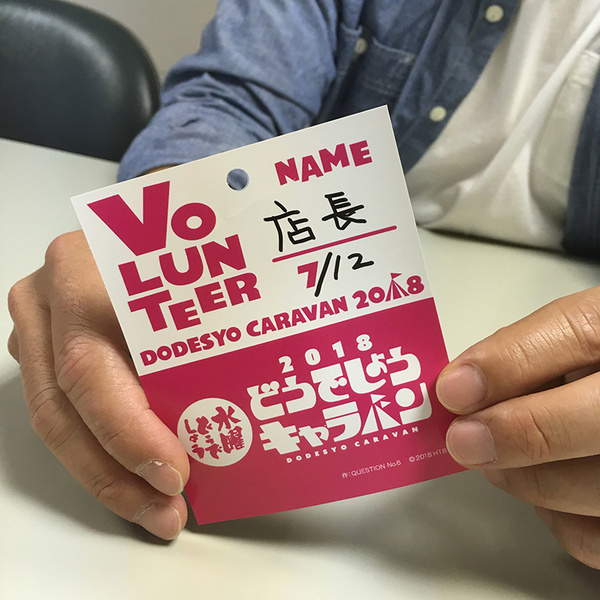 VOLUNTEER
NAME
店長
7/12
DODESYO CARAVAN 2018
2018
水曜どうでしょう
どうでしょう
キャラバン
DODESYO CARAVAN
作:QUESTION No.6 ©2018 HTB